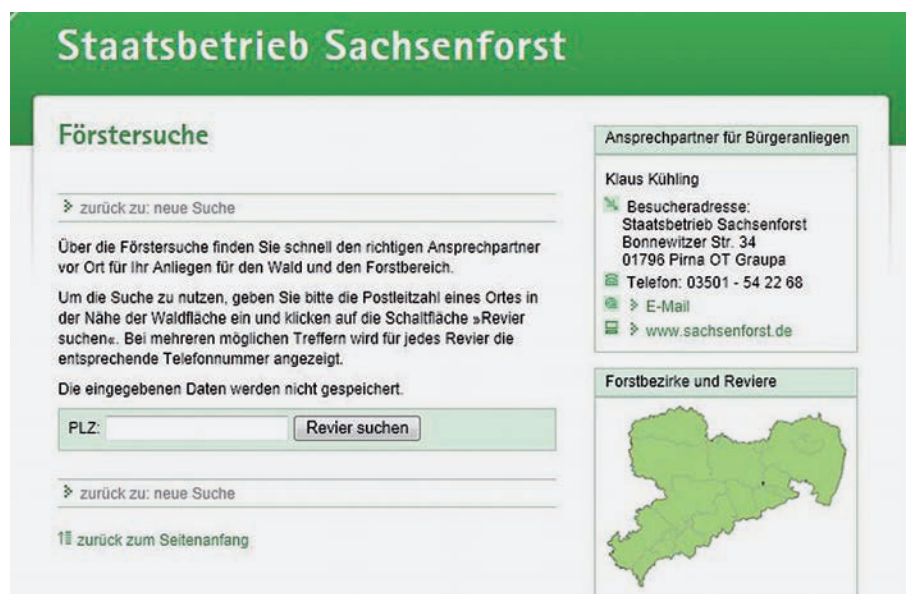 Staatsbetrieb Sachsenforst
Förstersuche
zurück zu: neue Suche
Über die Förstersuche finden Sie schnell den richtigen Ansprechpartner
vor Ort für Ihr Anliegen für den Wald und den Forstbereich.
Um die Suche zu nutzen, geben Sie bitte die Postleitzahl eines Ortes in
der Nähe der Waldfläche ein und klicken auf die Schaltfläche »Revier
suchen«. Bei mehreren möglichen Treffern wird für jedes Revier die
entsprechende Telefonnummer angezeigt.
Die eingegebenen Daten werden nicht gespeichert.
PLZ: Revier suchen
zurück zu: neue Suche
zurück zum Seitenanfang
Ansprechpartner für Bürgeranliegen
Klaus Kühling
Besucheradresse:
Staatsbetrieb Sachsenforst
Bonnewitzer Str. 34
01796 Pirna OT Graupa
Telefon: 03501 - 54 22 68
E-Mail
www.sachsenforst.de
Forstbezirke und Reviere